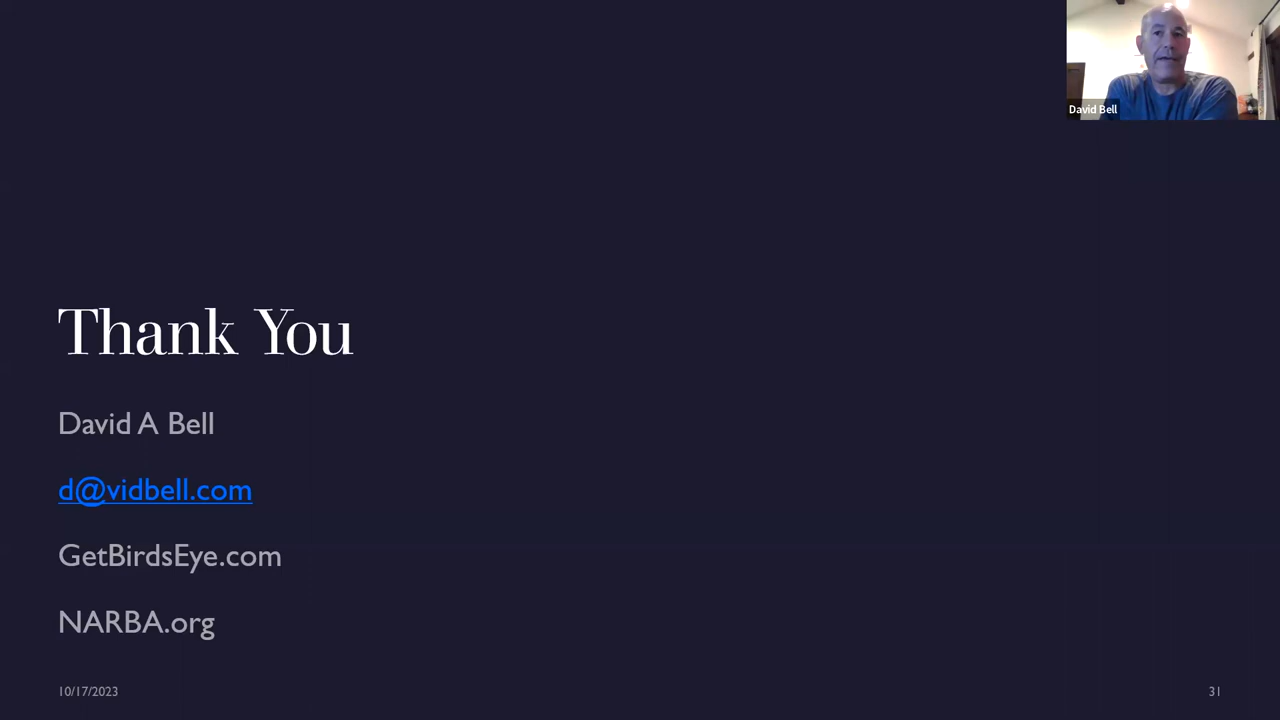 David Bell
Thank You
David A Bell
d@vidbell.com
GetBirdsEye.com
NARBA.org
10/17/2023
31